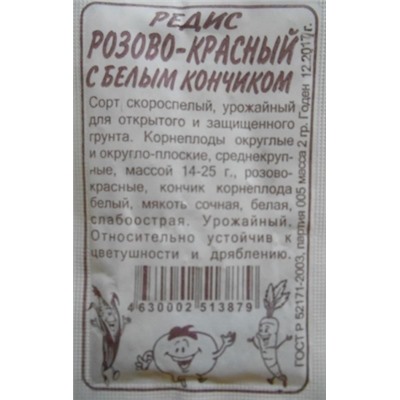 РЕДИС
РОЗОВО-КРАСНЫЙ
С БЕЛЫМ КОНЧИКОМ
Сорт скороспелый, урожайный
для открытого и защищенного
грунта. Корнеплоды округлые
и округло-плоские, среднекруп-
ные, массой 14-25 г., розово-
красные, кончик корнеплода
белый, мякоть сочная, белая,
слабоострая. Урожайный.
Относительно устойчив к
цветушности и дряблению.
4630002 513879
ГОСТ Р 52171-2003, партия 005 масса 2 гр. Годен 12.2017г.